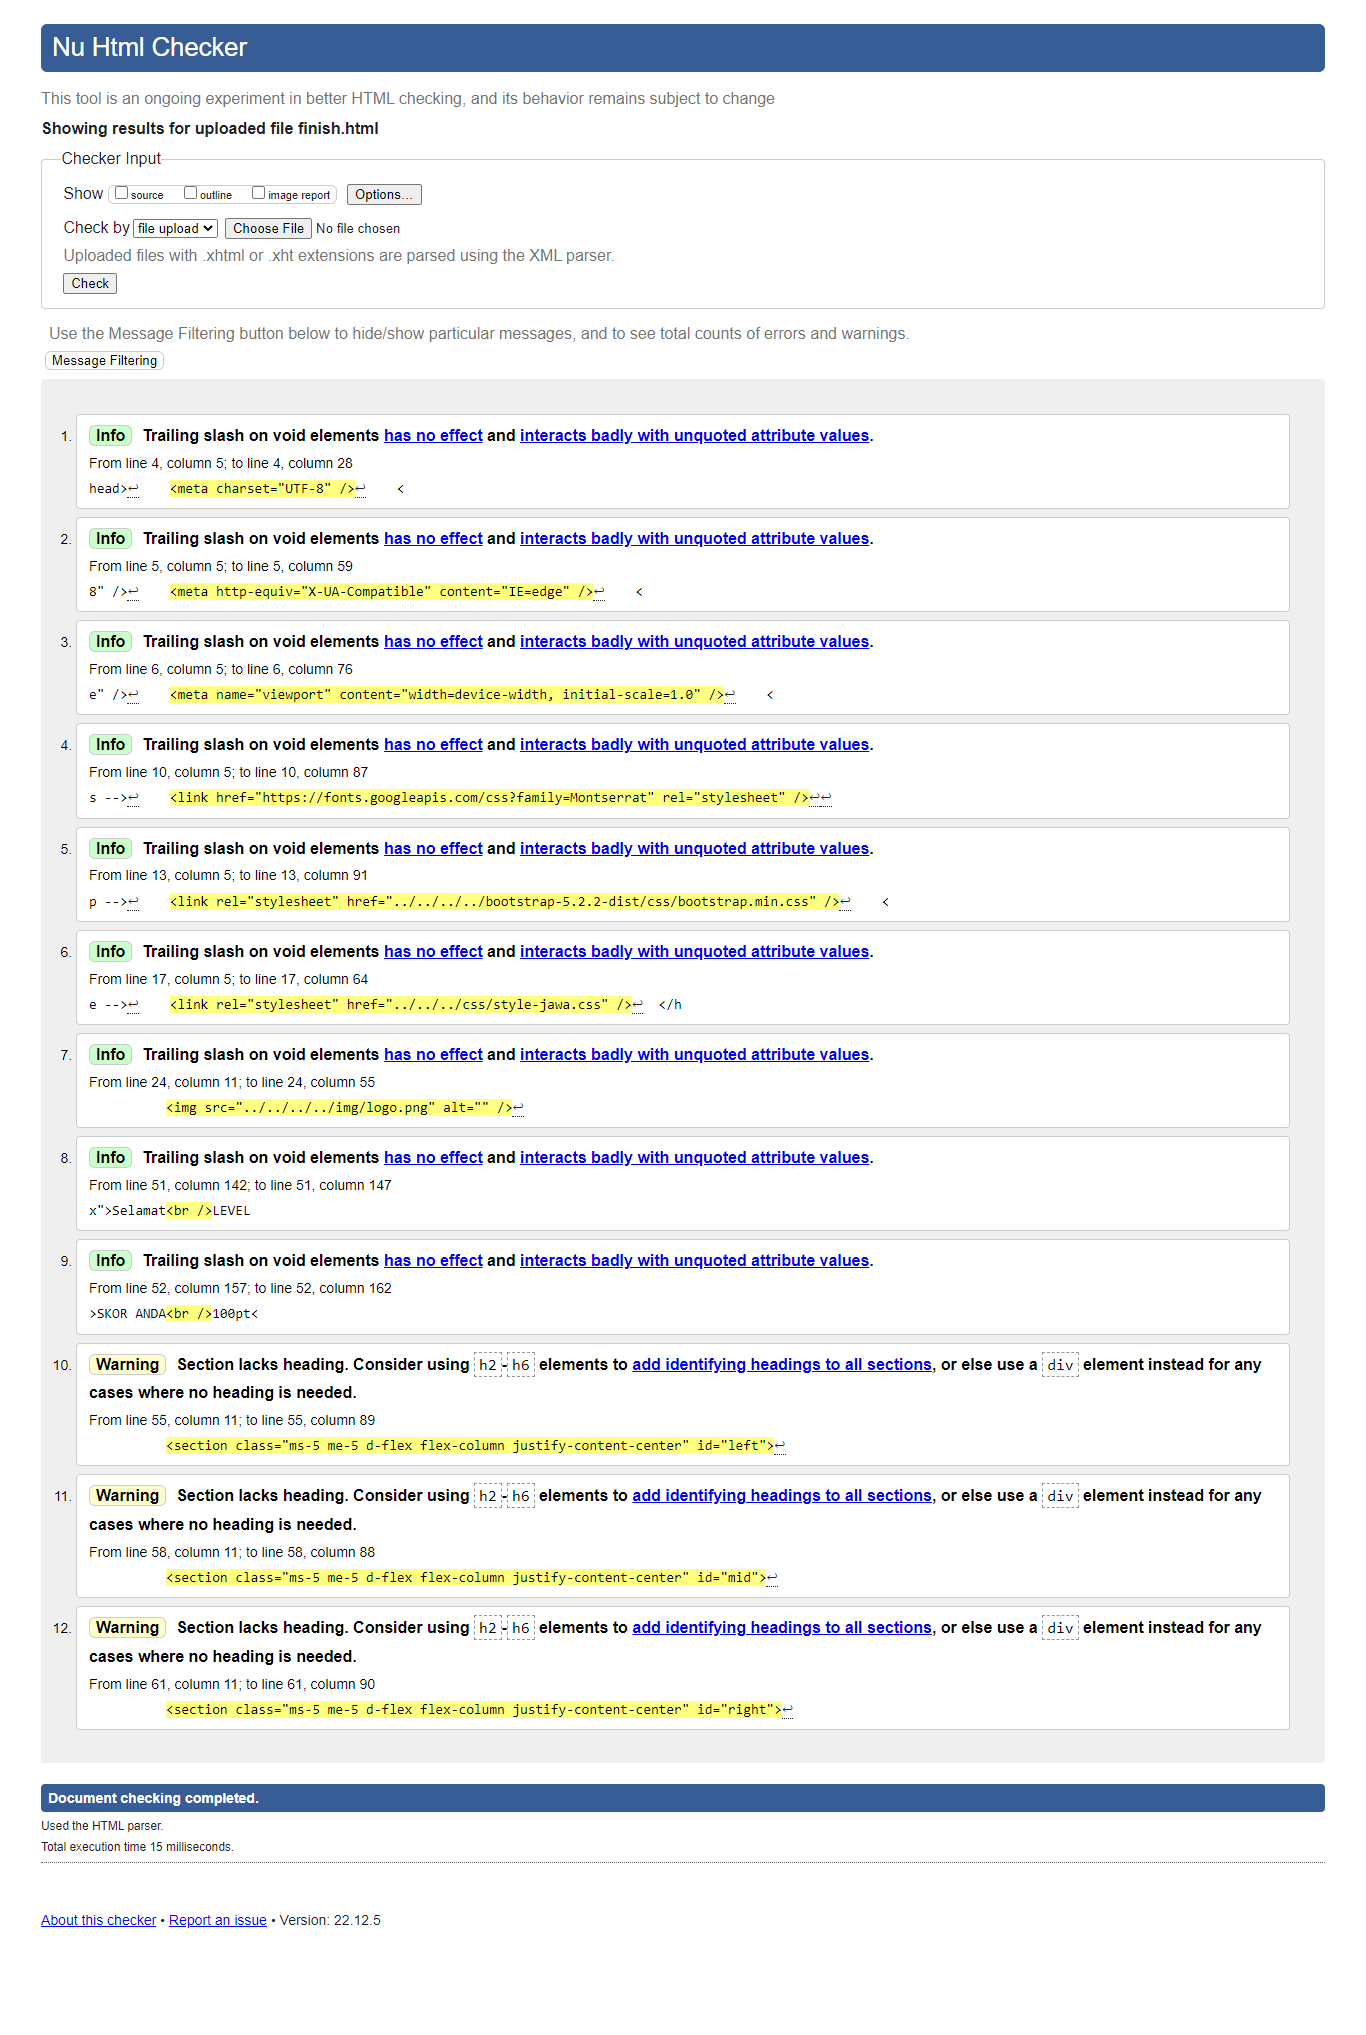 Nu Html Checker
This tool is an ongoing experiment in better HTML checking, and its behavior remains subject to change
Showing results for uploaded file finish.html
Checker Input
Show source outline image report Options...
Check by file upload Choose File No file chosen
Uploaded files with .xhtml or .xht extensions are parsed using the XML parser.
Check
Use the Message Filtering button below to hide/show particular messages, and to see total counts of errors and warnings.
Message Filtering
1. Info Trailing slash on void elements has no effect and interacts badly with unquoted attribute values.
From line 4, column 5; to line 4, column 28
head>↩ <meta charset="UTF-8" />↩ <
2. Info Trailing slash on void elements has no effect and interacts badly with unquoted attribute values.
From line 5, column 5; to line 5, column 59
8" />↩ <meta http-equiv="X-UA-Compatible" content="IE=edge" />↩ <
3. Info Trailing slash on void elements has no effect and interacts badly with unquoted attribute values.
From line 6, column 5; to line 6, column 76
e" />↩ <meta name="viewport" content="width=device-width, initial-scale=1.0" />↩ <
4. Info Trailing slash on void elements has no effect and interacts badly with unquoted attribute values.
From line 10, column 5; to line 10, column 87
s -->↩ <link href="https://fonts.googleapis.com/css?family=Montserrat" rel="stylesheet" />↩↩
5. Info Trailing slash on void elements has no effect and interacts badly with unquoted attribute values.
From line 13, column 5; to line 13, column 91
p -->↩ <link rel="stylesheet" href="../../../../bootstrap-5.2.2-dist/css/bootstrap.min.css" />↩ <
6. Info Trailing slash on void elements has no effect and interacts badly with unquoted attribute values.
From line 17, column 5; to line 17, column 64
e -->↩ <link rel="stylesheet" href="../../../css/style-jawa.css" />↩ </h
7. Info Trailing slash on void elements has no effect and interacts badly with unquoted attribute values.
From line 24, column 11; to line 24, column 55
<img src="../../../../img/logo.png" alt="" />↩
8. Info Trailing slash on void elements has no effect and interacts badly with unquoted attribute values.
From line 51, column 142; to line 51, column 147
x">Selamat<br />LEVEL
9. Info Trailing slash on void elements has no effect and interacts badly with unquoted attribute values.
From line 52, column 157; to line 52, column 162
>SKOR ANDA<br />100pt<
10. Warning Section lacks heading. Consider using h2-h6 elements to add identifying headings to all sections, or else use a div element instead for any
cases where no heading is needed.
From line 55, column 11; to line 55, column 89
<section class="ms-5 me-5 d-flex flex-column justify-content-center" id="left">↩
11. Warning Section lacks heading. Consider using h2-h6 elements to add identifying headings to all sections, or else use a div element instead for any
cases where no heading is needed.
From line 58, column 11; to line 58, column 88
<section class="ms-5 me-5 d-flex flex-column justify-content-center" id="mid">↩
12. Warning Section lacks heading. Consider using h2-h6 elements to add identifying headings to all sections, or else use a div element instead for any
cases where no heading is needed.
From line 61, column 11; to line 61, column 90
<section class="ms-5 me-5 d-flex flex-column justify-content-center" id="right">↩
Document checking completed.
Used the HTML parser.
Total execution time 15 milliseconds.
About this checker • Report an issue • Version: 22.12.5